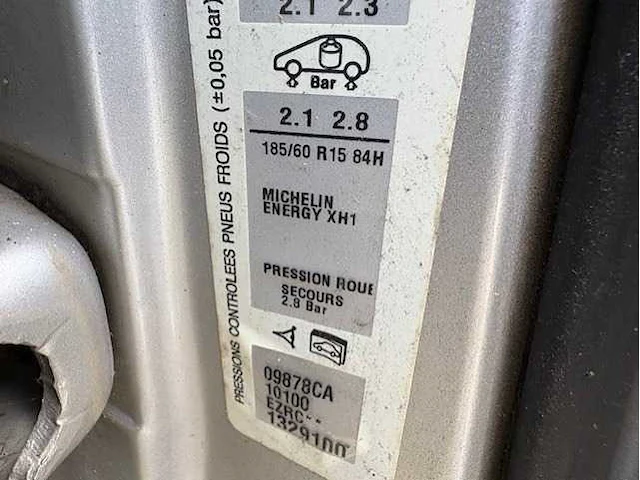 2.1 2.3
Bar
2.1 2.8
185/60 R15 84H
MICHELIN
ENERGY XH1
PRESSION ROUE
SECOURS
2.8 Bar
09878CA
10100
EZRC--
1329100
PRESSIONS CONTROLEES PNEUS FROIDS (±0,05 bar)